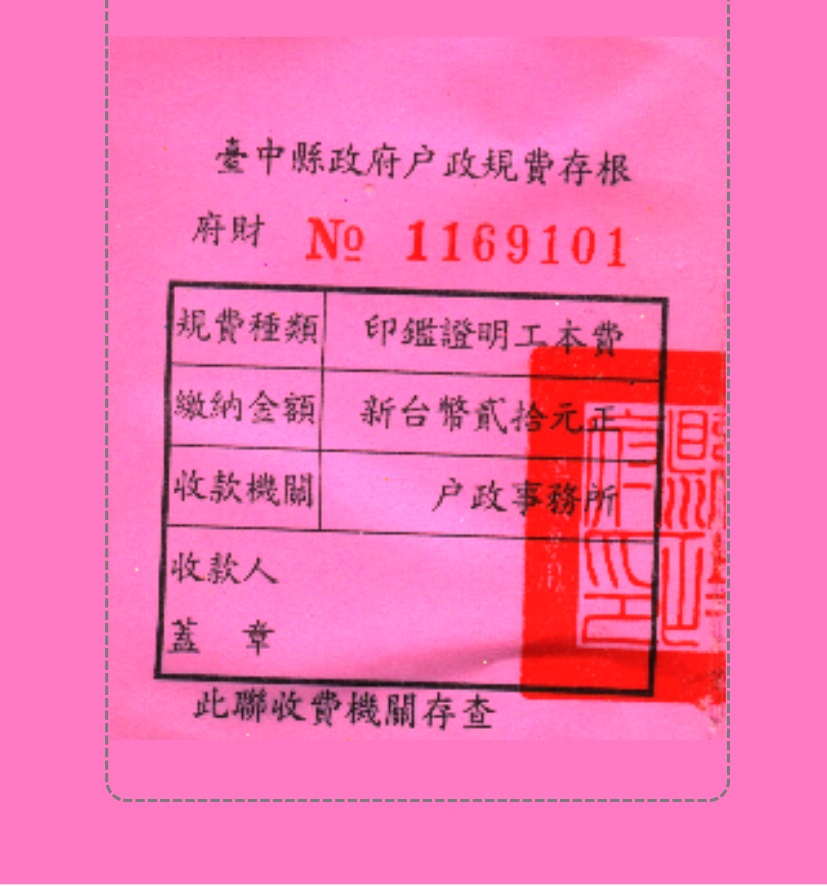 臺中縣政府户政規費存根
府財 № 1169101
規費種類 印鑑證明工本費
繳納金額 新台幣貳拾元正
收款機關 户政事務所
收款人
蓋 章
此聯收費機關存查